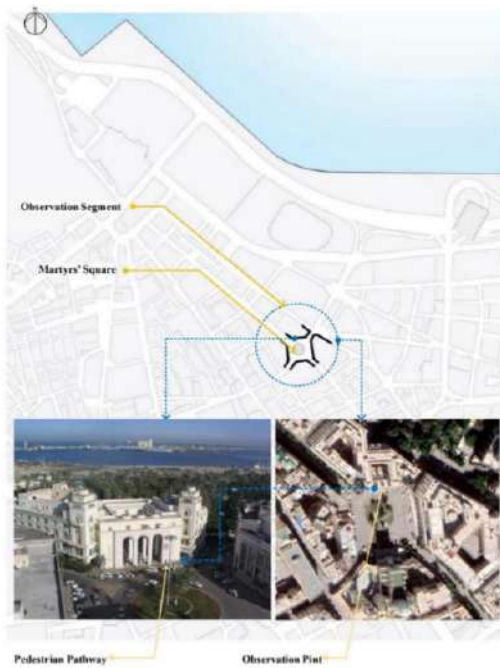 N
Observation Segment
Martyrs' Square
Pedestrian Pathway
Observation Pint